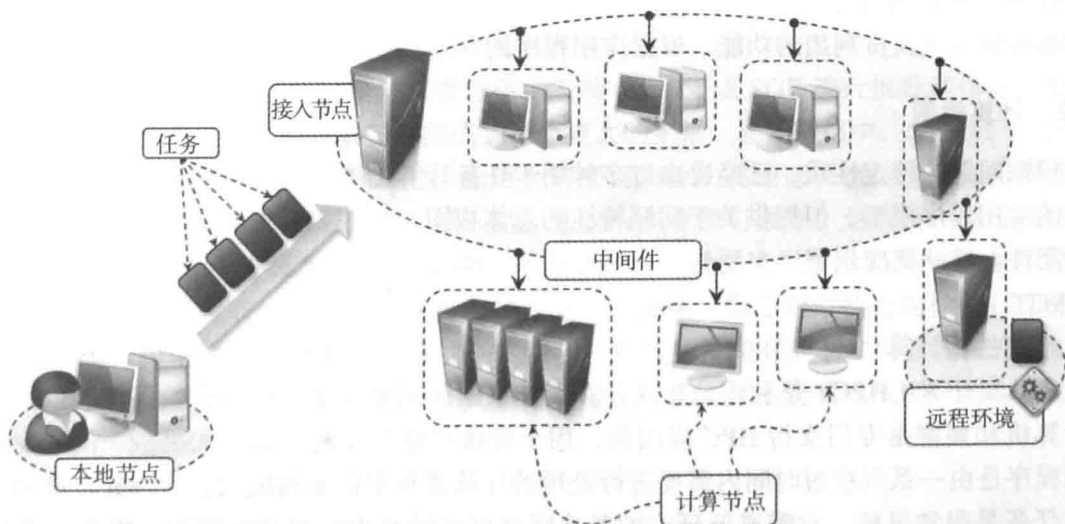 接入节点
任务
中间件
远程环境
本地节点
计算节点